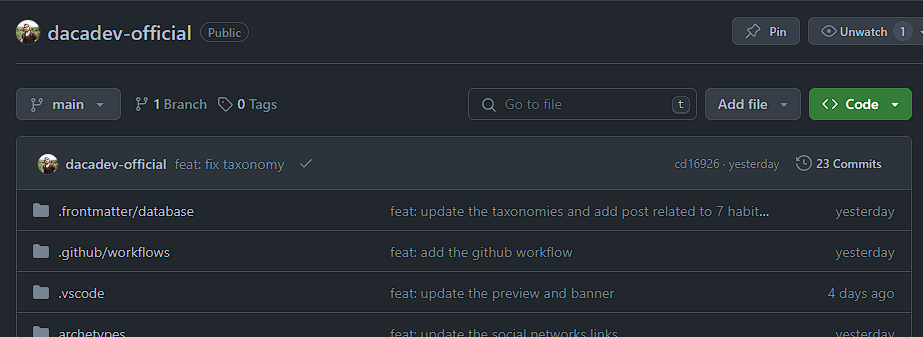 dacadev-official Public Pin Unwatch 1
main 1 Branch 0 Tags Go to file t Add file Code
dacadev-official feat: fix taxonomy cd16926 · yesterday 23 Commits
.frontmatter/database feat: update the taxonomies and add post related to 7 habit... yesterday
.github/workflows feat: add the github workflow yesterday
.vscode feat: update the preview and banner 4 days ago
archetypes feat: update the social networks links yesterday